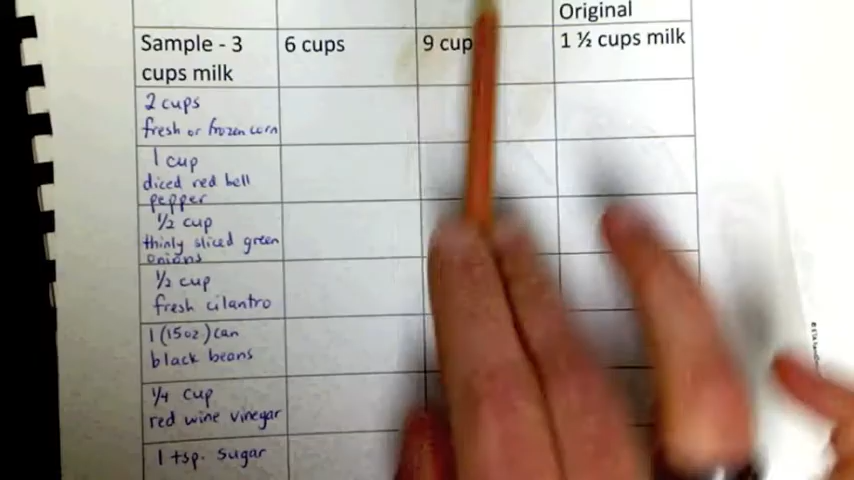 Original
Sample - 3 cups milk
6 cups
9 cup
1 ½ cups milk
2 cups
fresh or frozen corn
1 cup
diced red bell
pepper
1/2 cup
thinly sliced green
onions
1/2 cup
fresh cilantro
1 (15oz) can
black beans
1/4 cup
red wine vinegar
1 tsp. sugar